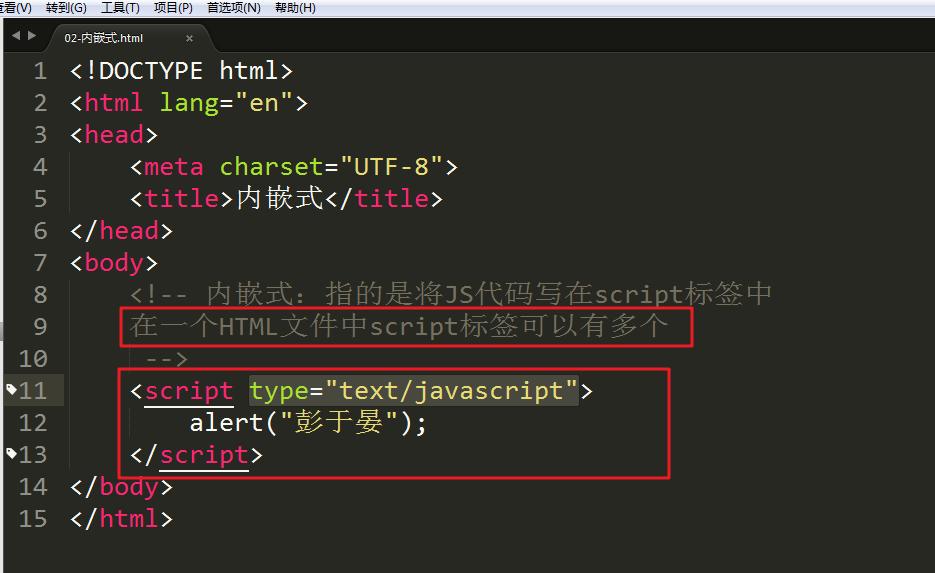 查看(V) 转到(G) 工具(T) 项目(P) 首选项(N) 帮助(H)
02-内嵌式.html ×
1 <!DOCTYPE html>
2 <html lang="en">
3 <head>
4 <meta charset="UTF-8">
5 <title>内嵌式</title>
6 </head>
7 <body>
8 <!-- 内嵌式：指的是将JS代码写在script标签中
9 在一个HTML文件中script标签可以有多个
10 -->
11 <script type="text/javascript">
12 alert("彭于晏");
13 </script>
14 </body>
15 </html>